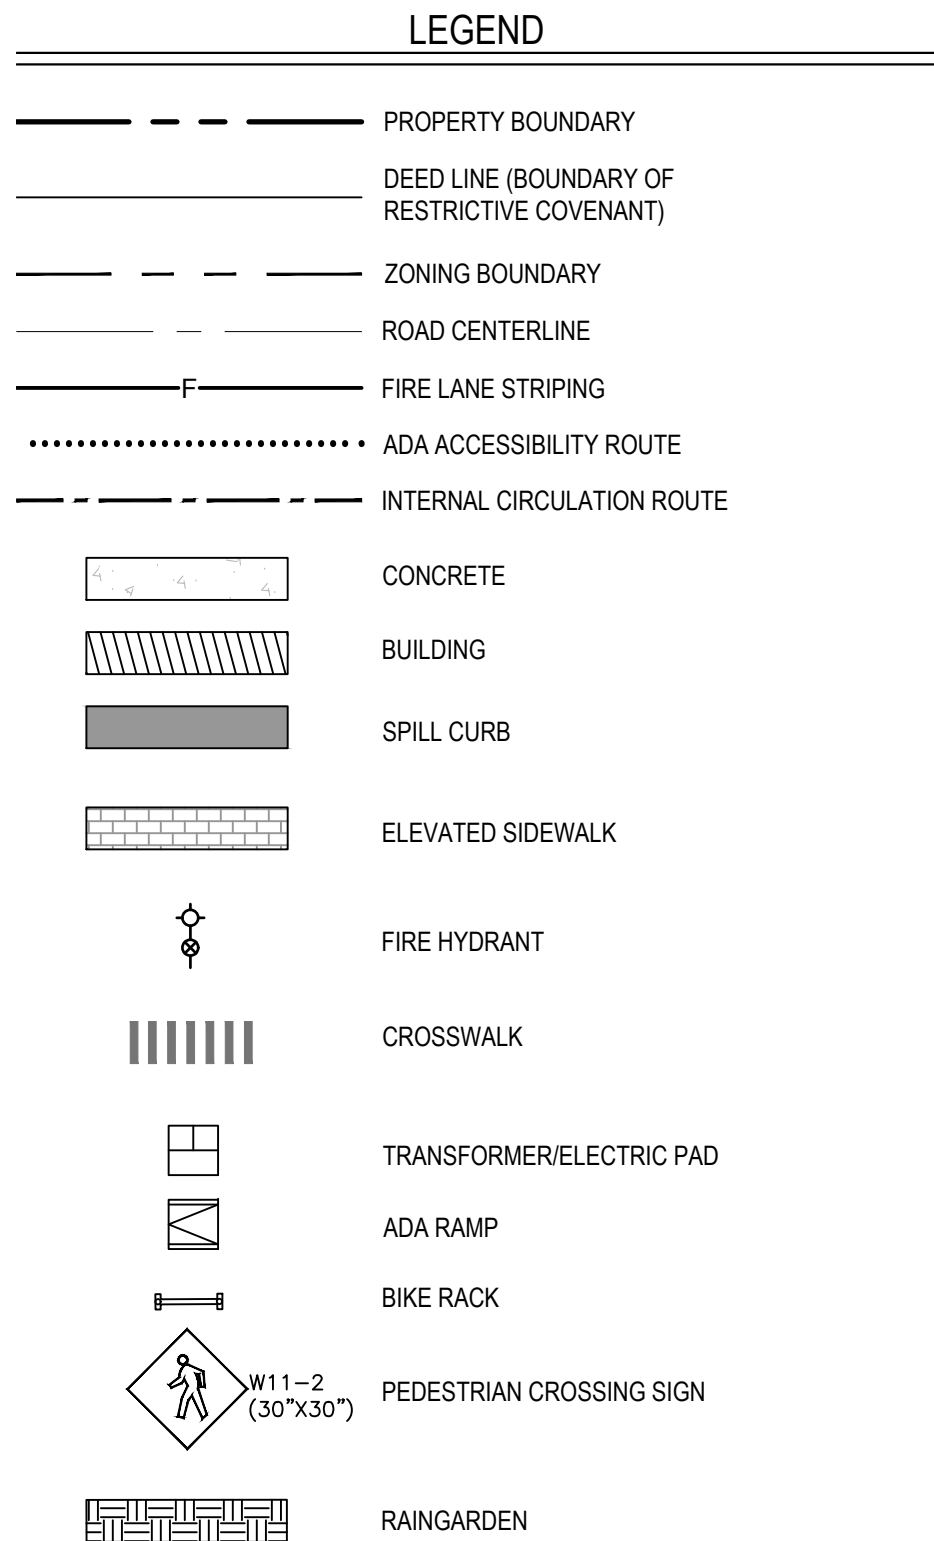 LEGEND
PROPERTY BOUNDARY
DEED LINE (BOUNDARY OF
RESTRICTIVE COVENANT)
ZONING BOUNDARY
ROAD CENTERLINE
F FIRE LANE STRIPING
ADA ACCESSIBILITY ROUTE
INTERNAL CIRCULATION ROUTE
CONCRETE
BUILDING
SPILL CURB
ELEVATED SIDEWALK
FIRE HYDRANT
CROSSWALK
TRANSFORMER/ELECTRIC PAD
ADA RAMP
BIKE RACK
W11-2
(30"X30")
PEDESTRIAN CROSSING SIGN
RAINGARDEN